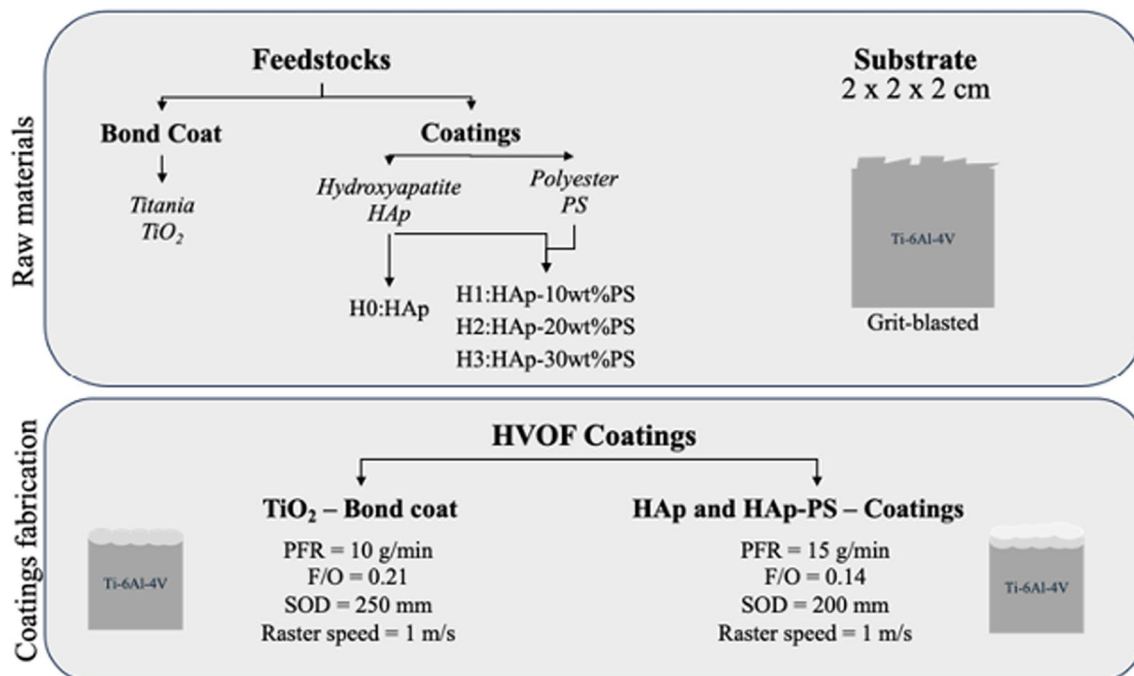 Raw materials
Feedstocks
Bond Coat
Titania
TiO₂
Coatings
Hydroxyapatite
HAp
Polyester
PS
H0:HAp
H1:HAp-10wt%PS
H2:HAp-20wt%PS
H3:HAp-30wt%PS
Substrate
2 x 2 x 2 cm
Ti-6Al-4V
Grit-blasted
Coatings fabrication
HVOF Coatings
Ti-6Al-4V
TiO₂ – Bond coat
PFR = 10 g/min
F/O = 0.21
SOD = 250 mm
Raster speed = 1 m/s
HAp and HAp-PS – Coatings
PFR = 15 g/min
F/O = 0.14
SOD = 200 mm
Raster speed = 1 m/s
Ti-6Al-4V